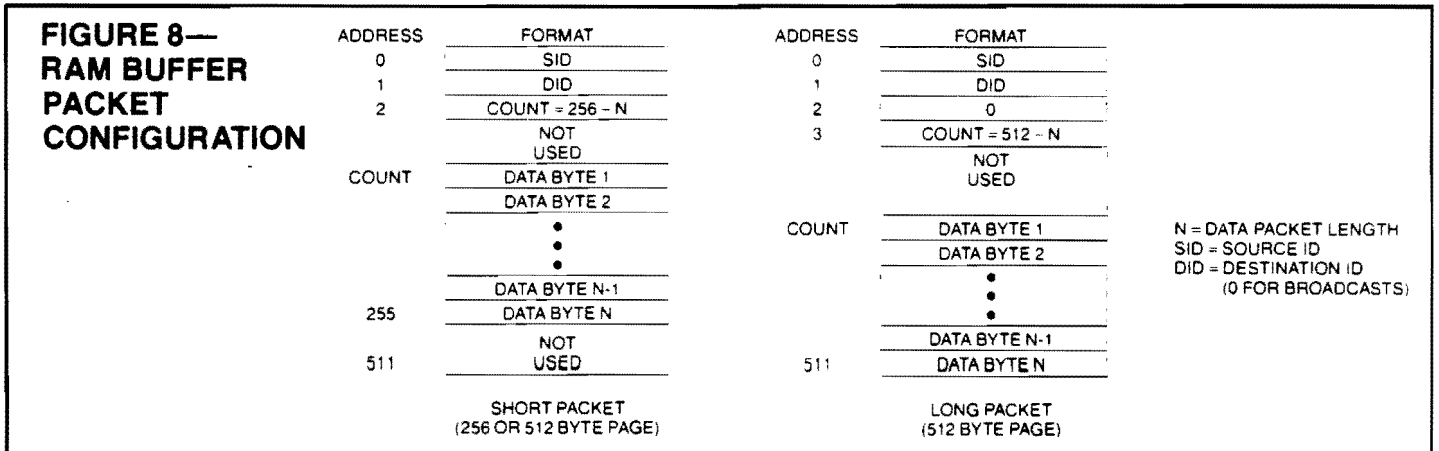 FIGURE 8—
RAM BUFFER
PACKET
CONFIGURATION
ADDRESS FORMAT
0 SID
1 DID
2 COUNT = 256 – N
NOT
USED
COUNT DATA BYTE 1
DATA BYTE 2
DATA BYTE N-1
255 DATA BYTE N
NOT
511 USED
SHORT PACKET
(256 OR 512 BYTE PAGE)
ADDRESS FORMAT
0 SID
1 DID
2 0
3 COUNT = 512 – N
NOT
USED
COUNT DATA BYTE 1
DATA BYTE 2
DATA BYTE N-1
511 DATA BYTE N
LONG PACKET
(512 BYTE PAGE)
N = DATA PACKET LENGTH
SID = SOURCE ID
DID = DESTINATION ID
(0 FOR BROADCASTS)